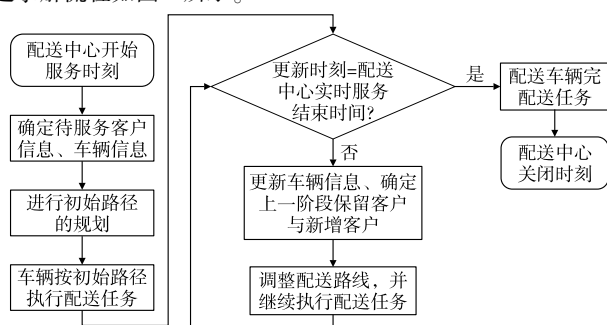 配送中心开始
服务时刻
确定待服务客户
信息、车辆信息
进行初始路径
的规划
车辆按初始路径
执行配送任务
更新时刻=配送
中心实时服务
结束时间?
是
否
更新车辆信息、确定
上一阶段保留客户
与新增客户
调整配送路线，并
继续执行配送任务
配送车辆完
配送任务
配送中心
关闭时刻